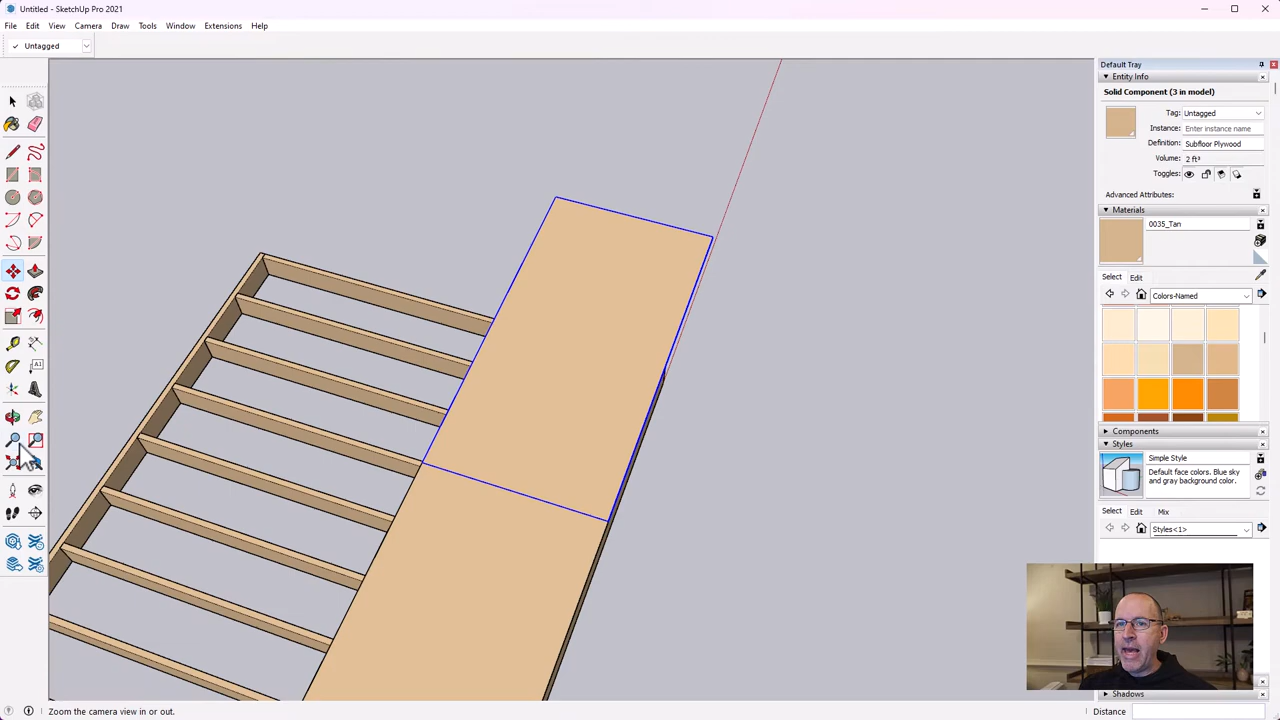 Untitled - SketchUp Pro 2021
File Edit View Camera Draw Tools Window Extensions Help
✓ Untagged
Default Tray
Entity Info
Solid Component (3 in model)
Tag: Untagged
Instance: Enter instance name
Definition: Subfloor Plywood
Volume: 2 ft³
Toggles:
Advanced Attributes:
Materials
0035_Tan
Select Edit
Colors-Named
Components
Styles
Simple Style
Default face colors. Blue sky
and gray background color.
Select Edit Mix
Styles<1>
Shadows
Zoom the camera view in or out.
Distance